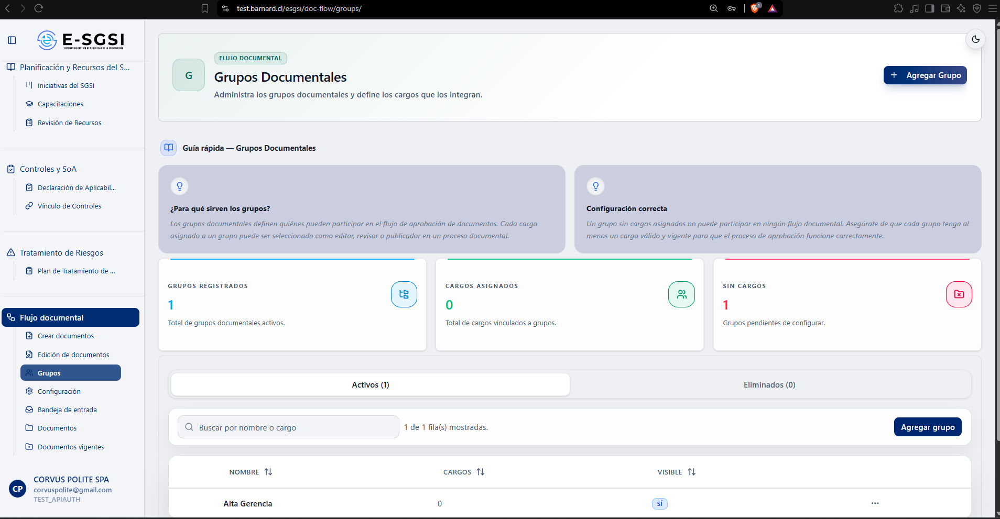 test.barnard.cl/esgsi/doc-flow/groups/
1
E-SGSI
SISTEMAS DE GESTIÓN DE SEGURIDAD DE LA INFORMACIÓN
Planificación y Recursos del S...
Iniciativas del SGSI
Capacitaciones
Revisión de Recursos
Controles y SoA
Declaración de Aplicabil...
Vínculo de Controles
Tratamiento de Riesgos
Plan de Tratamiento de ...
Flujo documental
Crear documentos
Edición de documentos
Grupos
Configuración
Bandeja de entrada
Documentos
Documentos vigentes
CP
CORVUS POLITE SPA
corvuspolite@gmail.com
TEST_APIAUTH
G
FLUJO DOCUMENTAL
Grupos Documentales
Administra los grupos documentales y define los cargos que los integran.
+ Agregar Grupo
Guía rápida — Grupos Documentales
¿Para qué sirven los grupos?
Los grupos documentales definen quiénes pueden participar en el flujo de aprobación de documentos. Cada cargo
asignado a un grupo puede ser seleccionado como editor, revisor o publicador en un proceso documental.
Configuración correcta
Un grupo sin cargos asignados no puede participar en ningún flujo documental. Asegúrate de que cada grupo tenga al
menos un cargo válido y vigente para que el proceso de aprobación funcione correctamente.
GRUPOS REGISTRADOS
1
Total de grupos documentales activos.
CARGOS ASIGNADOS
0
Total de cargos vinculados a grupos.
SIN CARGOS
1
Grupos pendientes de configurar.
Activos (1)
Eliminados (0)
Buscar por nombre o cargo
1 de 1 fila(s) mostradas.
Agregar grupo
NOMBRE
CARGOS
VISIBLE
Alta Gerencia
0
SÍ
...